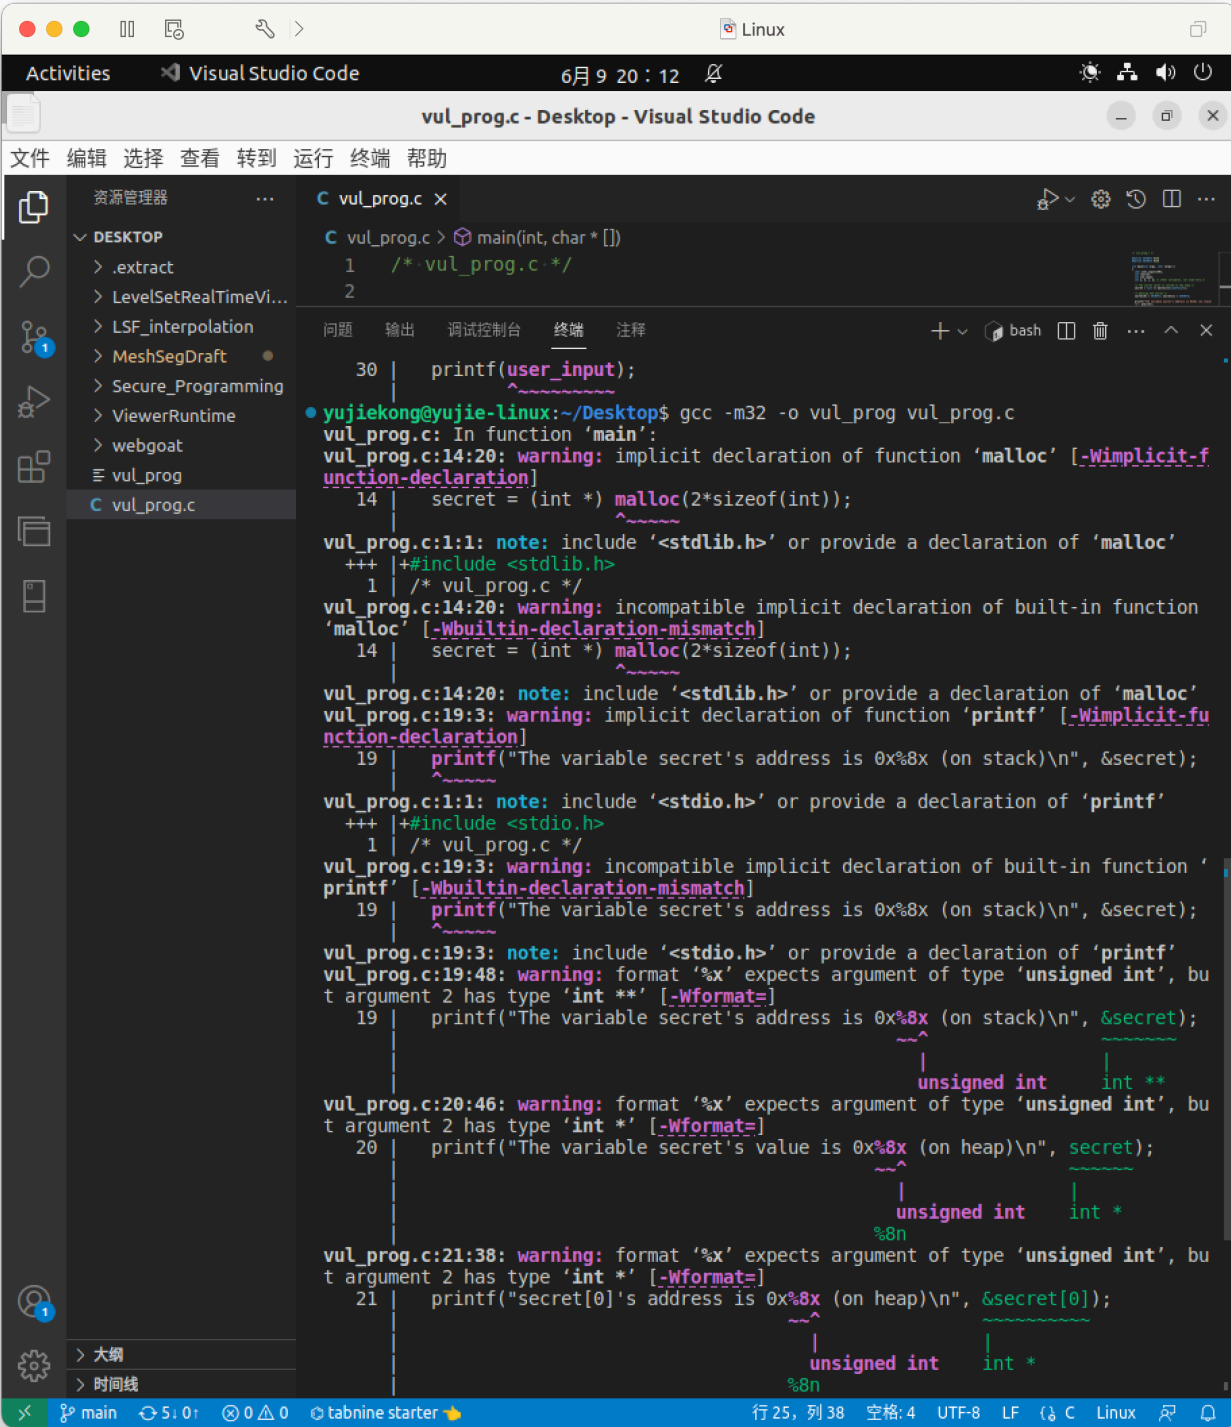 Linux
Activities
Visual Studio Code
6月 9 20：12
vul_prog.c - Desktop - Visual Studio Code
文件 编辑 选择 查看 转到 运行 终端 帮助
资源管理器
DESKTOP
.extract
LevelSetRealTimeVi...
LSF_interpolation
MeshSegDraft
Secure_Programming
ViewerRuntime
webgoat
vul_prog
C vul_prog.c
C vul_prog.c
C vul_prog.c > main(int, char * [])
1 /* vul_prog.c */
2
问题 输出 调试控制台 终端 注释
bash
30 | printf(user_input);
| ^~~~~~~~~~
yujiekong@yujie-linux:~/Desktop$ gcc -m32 -o vul_prog vul_prog.c
vul_prog.c: In function ‘main’:
vul_prog.c:14:20: warning: implicit declaration of function ‘malloc’ [-Wimplicit-f
unction-declaration]
14 | secret = (int *) malloc(2*sizeof(int));
| ^~~~~~
vul_prog.c:1:1: note: include ‘<stdlib.h>’ or provide a declaration of ‘malloc’
+++ |+#include <stdlib.h>
1 | /* vul_prog.c */
vul_prog.c:14:20: warning: incompatible implicit declaration of built-in function
‘malloc’ [-Wbuiltin-declaration-mismatch]
14 | secret = (int *) malloc(2*sizeof(int));
| ^~~~~~
vul_prog.c:14:20: note: include ‘<stdlib.h>’ or provide a declaration of ‘malloc’
vul_prog.c:19:3: warning: implicit declaration of function ‘printf’ [-Wimplicit-fu
nction-declaration]
19 | printf("The variable secret's address is 0x%8x (on stack)\n", &secret);
| ^~~~~~
vul_prog.c:1:1: note: include ‘<stdio.h>’ or provide a declaration of ‘printf’
+++ |+#include <stdio.h>
1 | /* vul_prog.c */
vul_prog.c:19:3: warning: incompatible implicit declaration of built-in function ‘
printf’ [-Wbuiltin-declaration-mismatch]
19 | printf("The variable secret's address is 0x%8x (on stack)\n", &secret);
| ^~~~~~
vul_prog.c:19:3: note: include ‘<stdio.h>’ or provide a declaration of ‘printf’
vul_prog.c:19:48: warning: format ‘%x’ expects argument of type ‘unsigned int’, bu
t argument 2 has type ‘int **’ [-Wformat=]
19 | printf("The variable secret's address is 0x%8x (on stack)\n", &secret);
| ~~^ ~~~~~~~
| | |
| unsigned int int **
vul_prog.c:20:46: warning: format ‘%x’ expects argument of type ‘unsigned int’, bu
t argument 2 has type ‘int *’ [-Wformat=]
20 | printf("The variable secret's value is 0x%8x (on heap)\n", secret);
| ~~^ ~~~~~~
| | |
| unsigned int int *
| %8n
vul_prog.c:21:38: warning: format ‘%x’ expects argument of type ‘unsigned int’, bu
t argument 2 has type ‘int *’ [-Wformat=]
21 | printf("secret[0]'s address is 0x%8x (on heap)\n", &secret[0]);
| ~~^ ~~~~~~~~~~
| | |
| unsigned int int *
| %8n
1
1
大纲
时间线
main 5↓ 0↑ 0 0 tabnine starter 行 25，列 38 空格: 4 UTF-8 LF C Linux